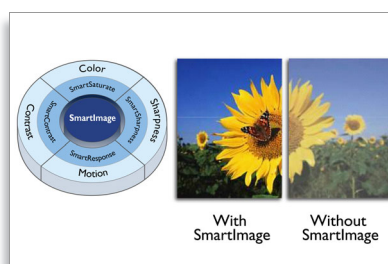 Color
SmartSaturate
Contrast
SmartContrast
SmartImage
SmartSharpness
Sharpness
SmartResponse
Motion
With
SmartImage
Without
SmartImage